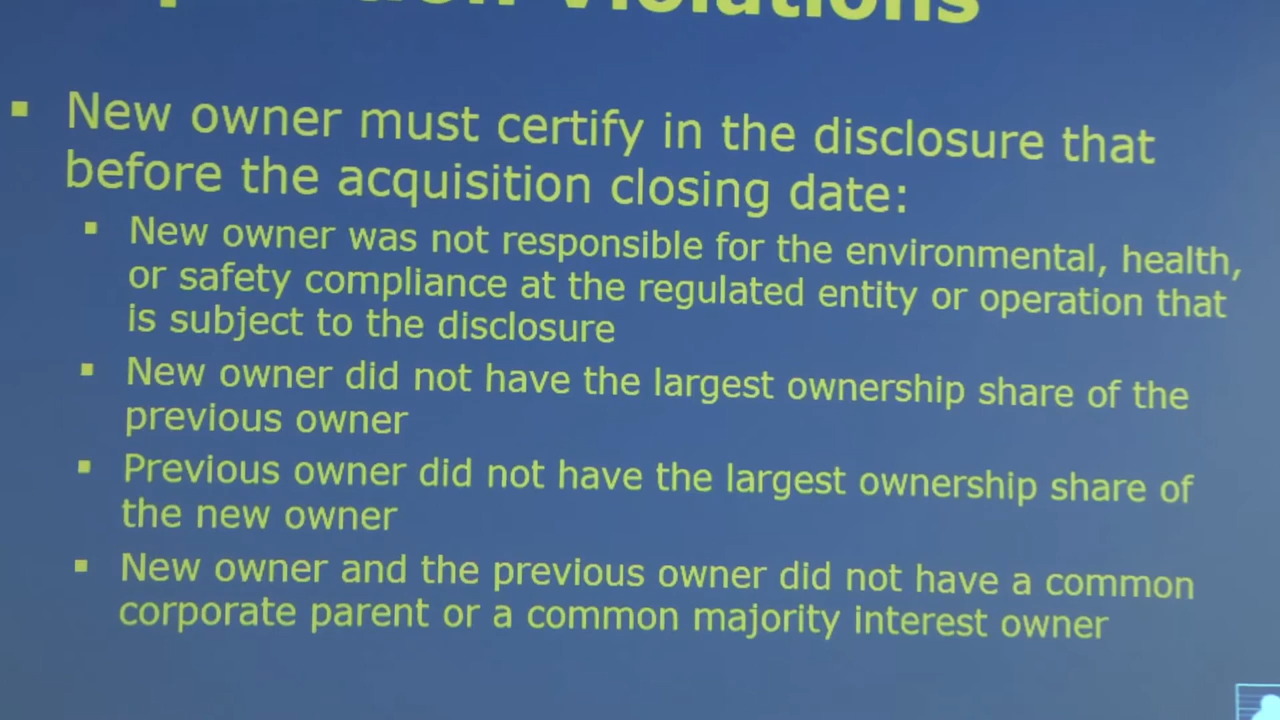 Violations
▪ New owner must certify in the disclosure that
before the acquisition closing date:
▪ New owner was not responsible for the environmental, health,
or safety compliance at the regulated entity or operation that
is subject to the disclosure
▪ New owner did not have the largest ownership share of the
previous owner
▪ Previous owner did not have the largest ownership share of
the new owner
▪ New owner and the previous owner did not have a common
corporate parent or a common majority interest owner